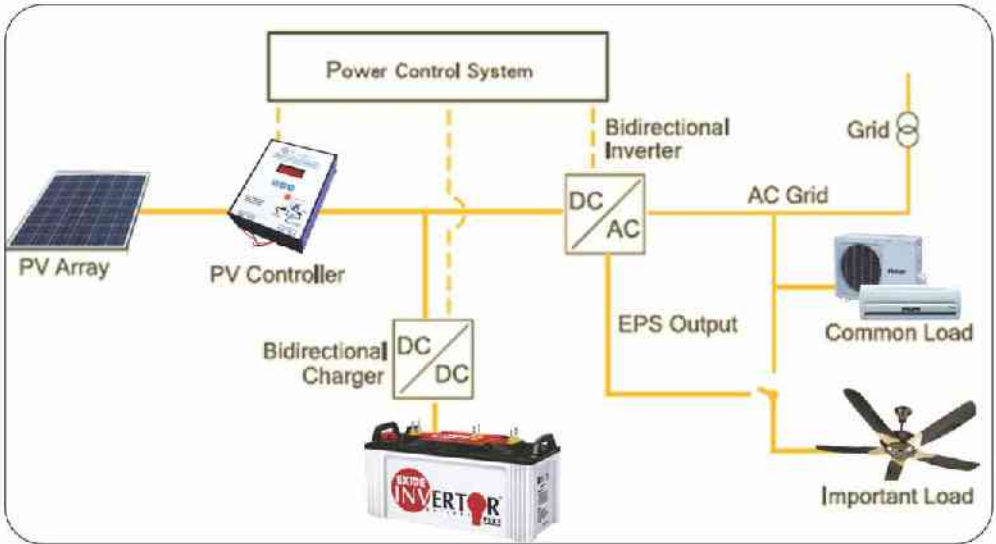 Power Control System
Bidirectional
Inverter
Grid
DC
AC
AC Grid
PV Array
PV Controller
EPS Output
Common Load
Bidirectional
Charger
DC
DC
EXIDE
INVERTOR
PLUS
Important Load